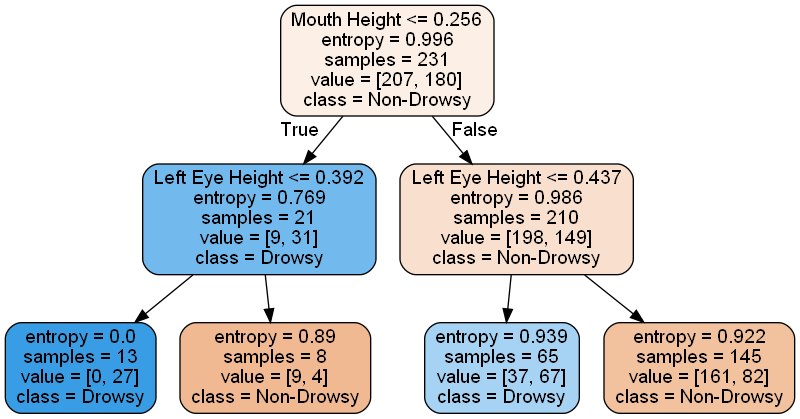 Mouth Height <= 0.256
entropy = 0.996
samples = 231
value = [207, 180]
class = Non-Drowsy
True
False
Left Eye Height <= 0.392
entropy = 0.769
samples = 21
value = [9, 31]
class = Drowsy
Left Eye Height <= 0.437
entropy = 0.986
samples = 210
value = [198, 149]
class = Non-Drowsy
entropy = 0.0
samples = 13
value = [0, 27]
class = Drowsy
entropy = 0.89
samples = 8
value = [9, 4]
class = Non-Drowsy
entropy = 0.939
samples = 65
value = [37, 67]
class = Drowsy
entropy = 0.922
samples = 145
value = [161, 82]
class = Non-Drowsy